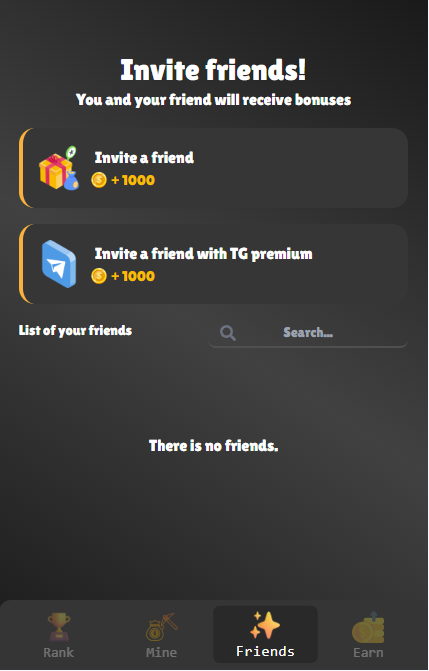 Invite friends!
You and your friend will receive bonuses
Invite a friend
+ 1000
Invite a friend with TG premium
+ 1000
List of your friends
Search...
There is no friends.
Rank
Mine
Friends
Earn